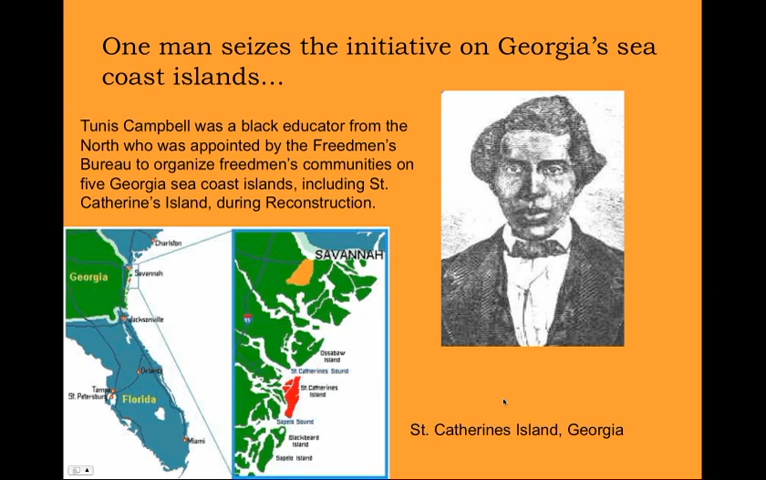 One man seizes the initiative on Georgia’s sea
coast islands…
Tunis Campbell was a black educator from the
North who was appointed by the Freedmen’s
Bureau to organize freedmen’s communities on
five Georgia sea coast islands, including St.
Catherine’s Island, during Reconstruction.
Charlston
Georgia
Savannah
Jacksonville
Orlando
Tampa
St. Petersburg
Florida
Miami
SAVANNAH
Ossabaw
Island
St Catherines Sound
St.Catherines
Island
Sapelo Sound
Blackbeard
Island
Sapelo Island
St. Catherines Island, Georgia